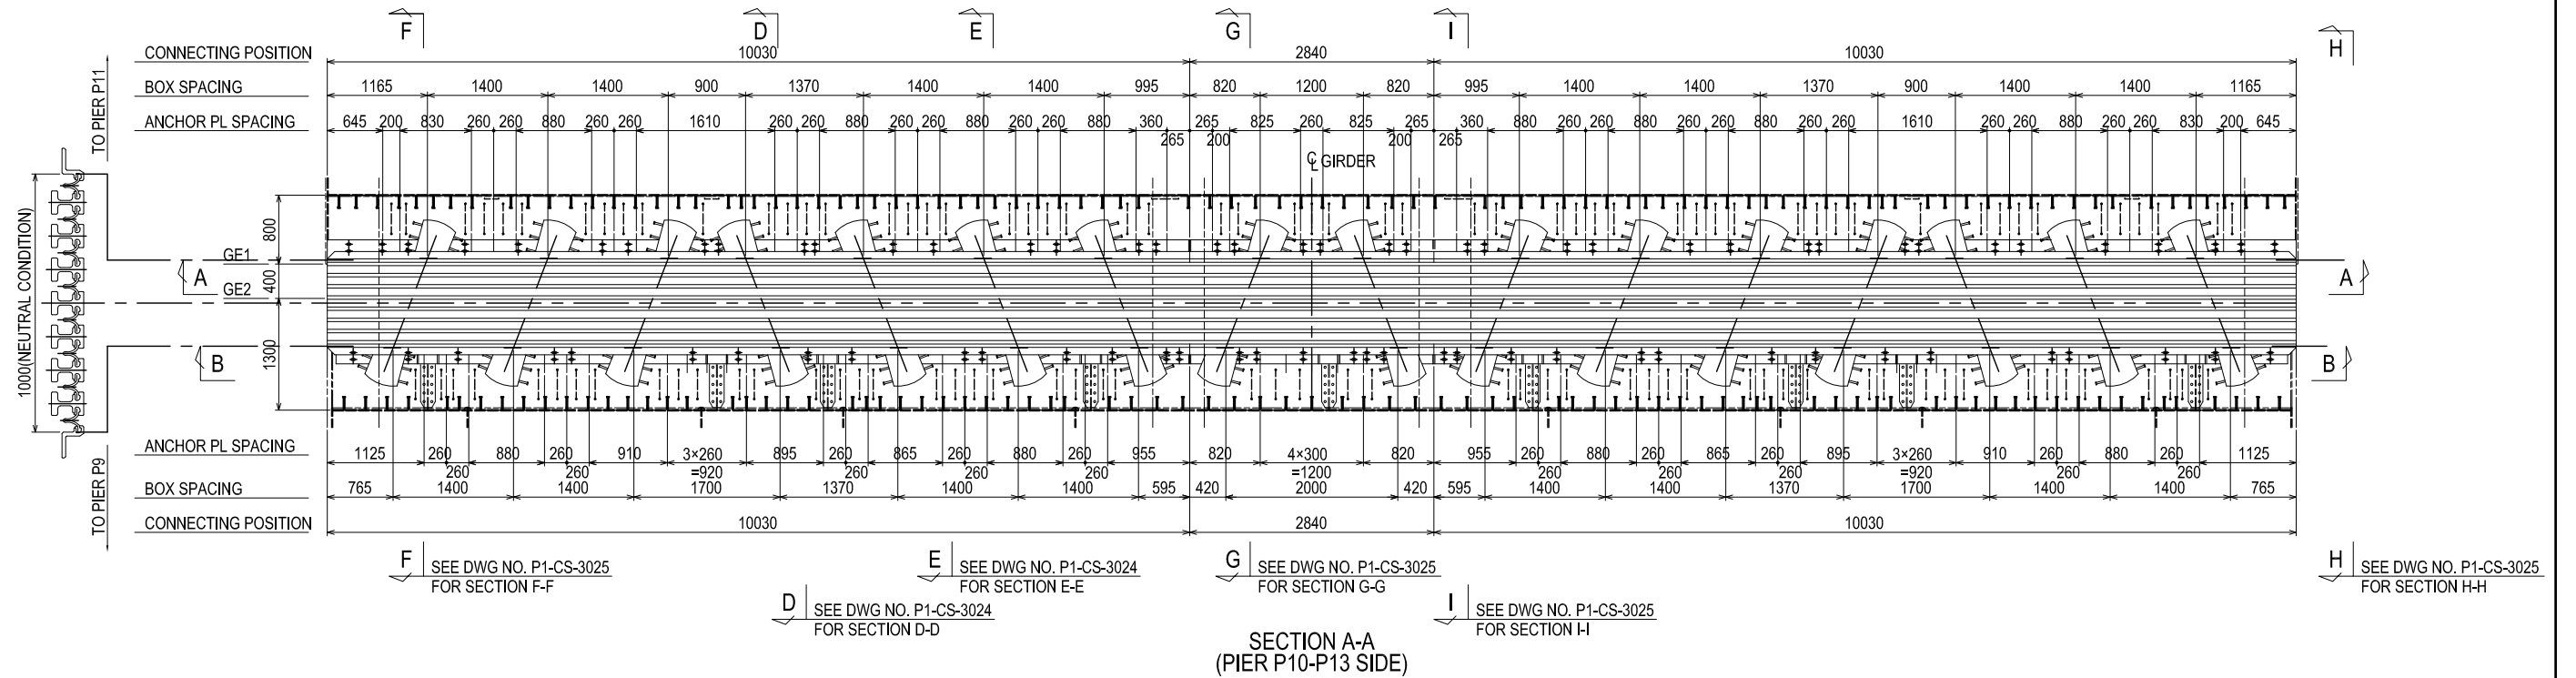 F D E G I H
CONNECTING POSITION 10030 2840 10030
TO PIER P11
BOX SPACING 1165 1400 1400 900 1370 1400 1400 995 820 1200 820 995 1400 1400 1370 900 1400 1400 1165
ANCHOR PL SPACING 645 200 830 260 260 880 260 260 1610 260 260 880 260 260 880 260 260 880 360 265 825 260 825 265 360 880 260 260 880 260 260 880 260 260 1610 260 260 880 260 260 830 200 645
265 200 200 265
℄ GIRDER
1000(NEUTRAL CONDITION)
800
GE1
A 400 A
GE2
1300
B B
ANCHOR PL SPACING 1125 260 880 260 910 3×260 895 260 865 260 880 260 955 820 4×300 820 955 260 880 260 865 260 895 3×260 910 260 880 260 1125
260 260 =920 260 260 260 =1200 260 260 260 =920 260 260
BOX SPACING 765 1400 1400 1700 1370 1400 1400 595 420 2000 420 595 1400 1400 1370 1700 1400 1400 765
TO PIER P9
CONNECTING POSITION 10030 2840 10030
F SEE DWG NO. P1-CS-3025
FOR SECTION F-F
E SEE DWG NO. P1-CS-3024
FOR SECTION E-E
G SEE DWG NO. P1-CS-3025
FOR SECTION G-G
H SEE DWG NO. P1-CS-3025
FOR SECTION H-H
D SEE DWG NO. P1-CS-3024
FOR SECTION D-D
I SEE DWG NO. P1-CS-3025
FOR SECTION I-I
SECTION A-A
(PIER P10-P13 SIDE)